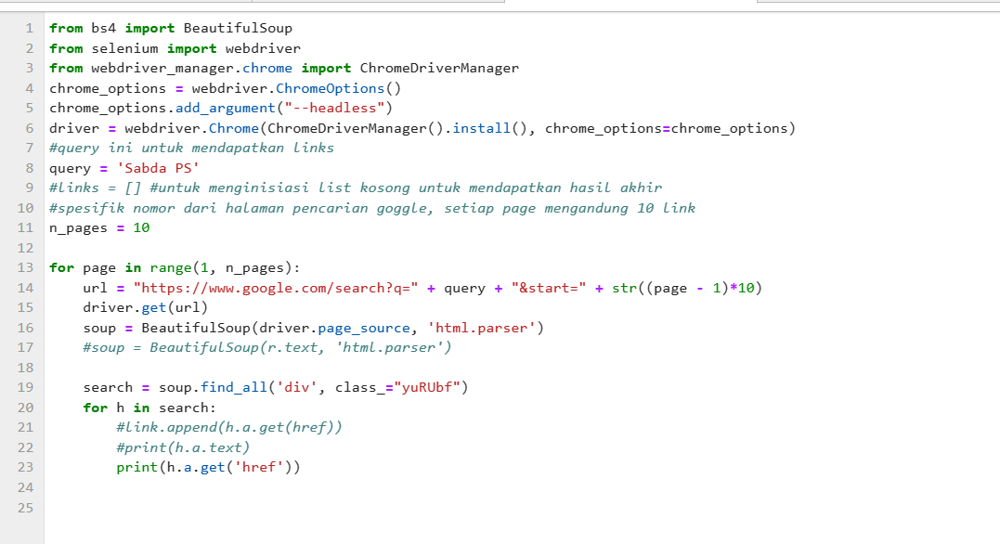 1 from bs4 import BeautifulSoup
2 from selenium import webdriver
3 from webdriver_manager.chrome import ChromeDriverManager
4 chrome_options = webdriver.ChromeOptions()
5 chrome_options.add_argument("--headless")
6 driver = webdriver.Chrome(ChromeDriverManager().install(), chrome_options=chrome_options)
7 #query ini untuk mendapatkan links
8 query = 'Sabda PS'
9 #links = [] #untuk menginisiasi list kosong untuk mendapatkan hasil akhir
10 #spesifik nomor dari halaman pencarian goggle, setiap page mengandung 10 link
11 n_pages = 10
12
13 for page in range(1, n_pages):
14     url = "https://www.google.com/search?q=" + query + "&start=" + str((page - 1)*10)
15     driver.get(url)
16     soup = BeautifulSoup(driver.page_source, 'html.parser')
17     #soup = BeautifulSoup(r.text, 'html.parser')
18
19     search = soup.find_all('div', class_="yuRUbf")
20     for h in search:
21         #link.append(h.a.get(href))
22         #print(h.a.text)
23         print(h.a.get('href'))
24
25